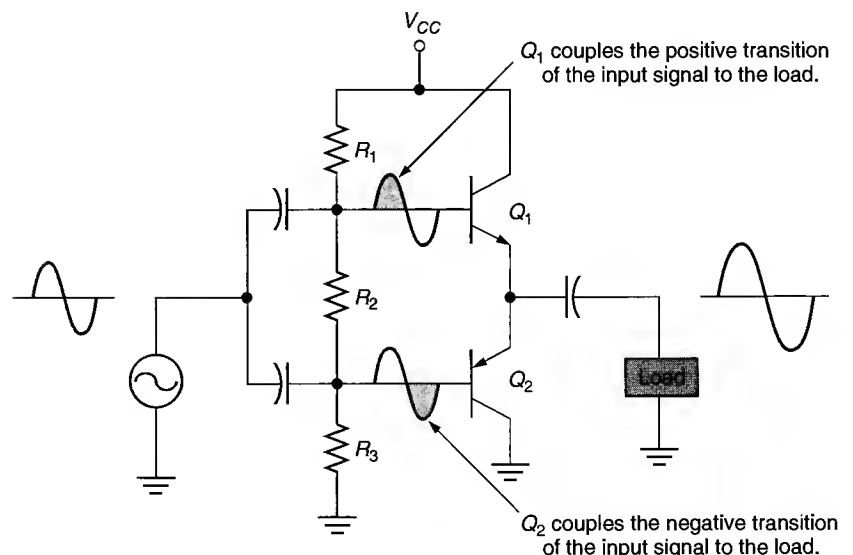 V_CC
Q_1 couples the positive transition
of the input signal to the load.
R_1
Q_1
R_2
Load
Q_2
R_3
Q_2 couples the negative transition
of the input signal to the load.